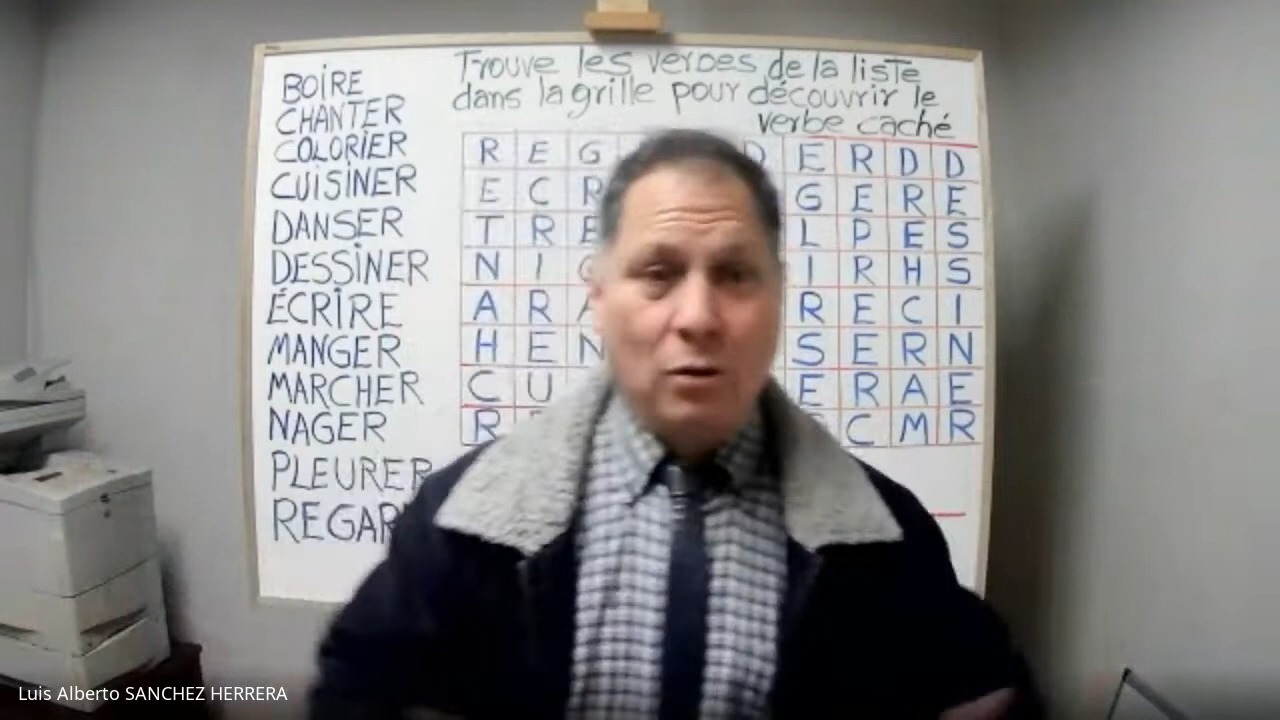 BOIRE
CHANTER
COLORIER
CUISINER
DANSER
DESSINER
ÉCRIRE
MANGER
MARCHER
NAGER
PLEURER
Trouve les verbes de la liste
dans la grille pour découvrir le
verbe caché
R E G D E R D D
E C R G E R E
T R E L P E S
N I I R H S
A R R E C I
H E N S E R N
C U E R A E
R C M R
Luis Alberto SANCHEZ HERRERA